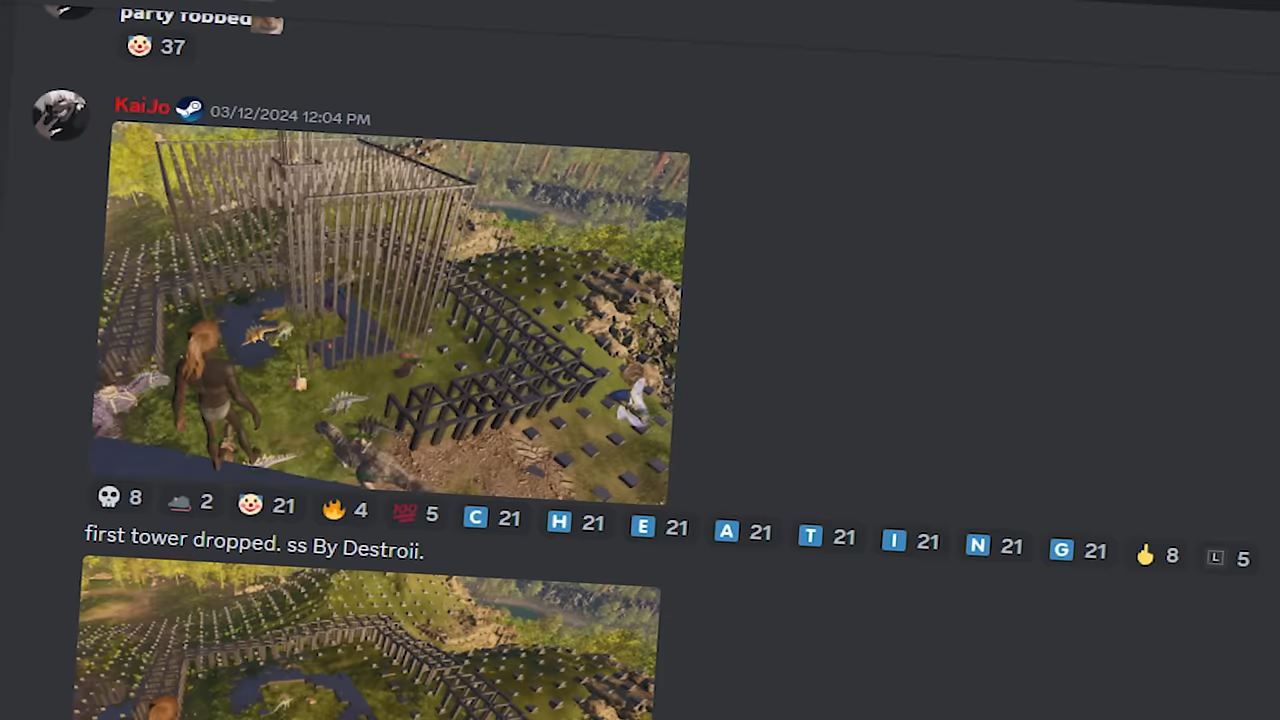 party robbed
37
KaiJo 03/12/2024 12:04 PM
8 2 21 4 100 5 C 21 H 21 E 21 A 21 T 21 I 21 N 21 G 21 8 L 5
first tower dropped. ss By Destroii.